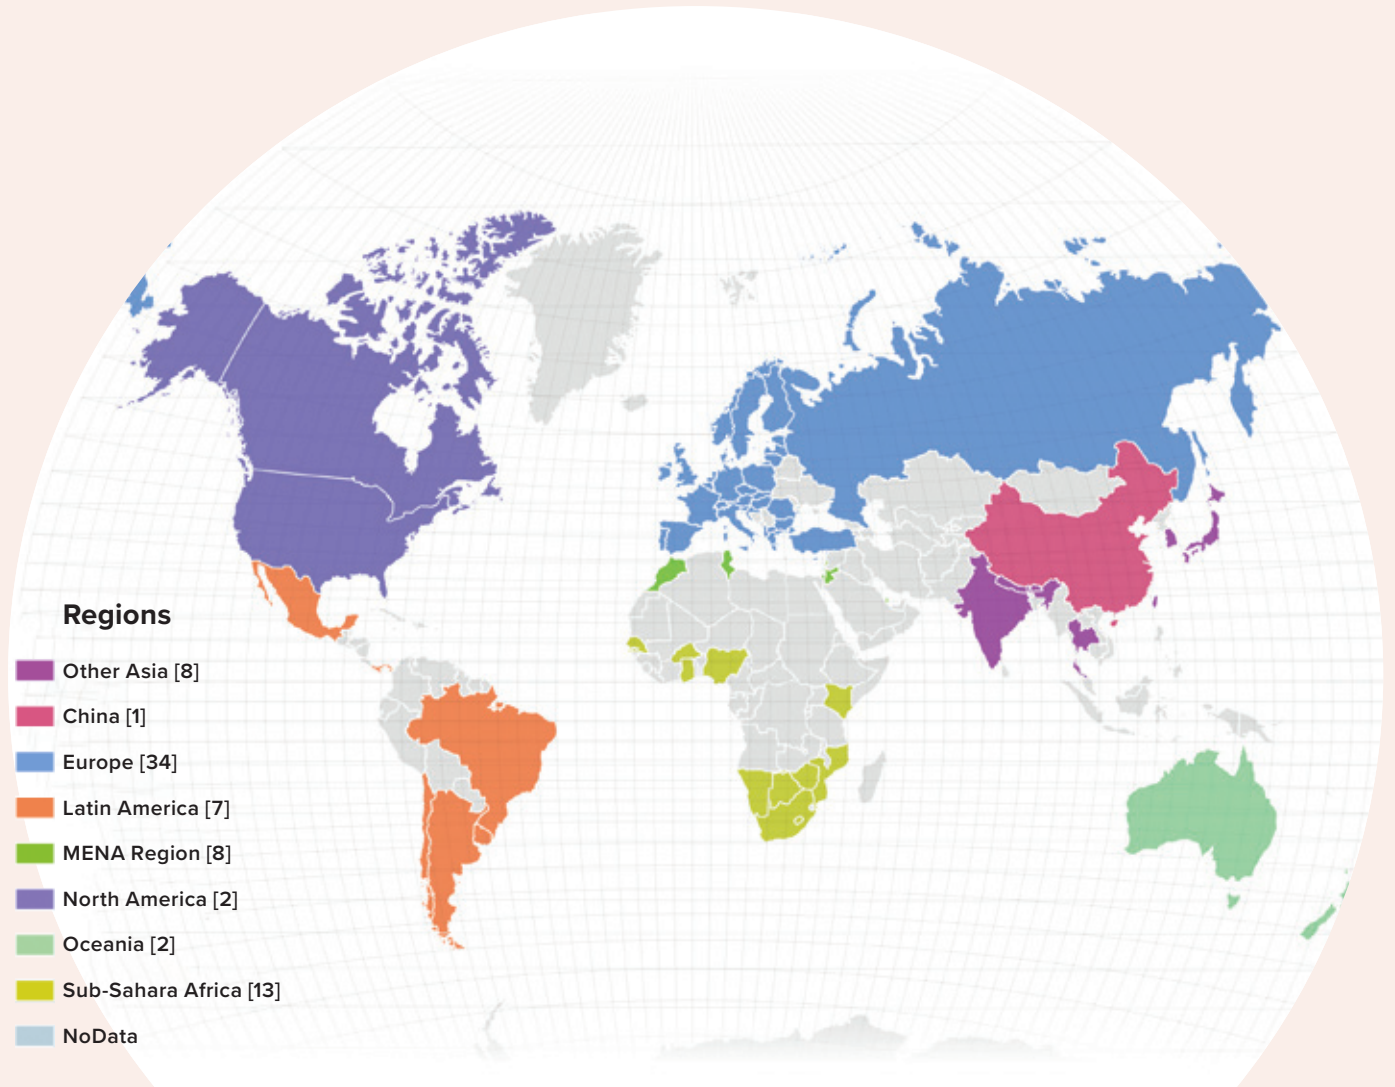 Regions
Other Asia [8]
China [1]
Europe [34]
Latin America [7]
MENA Region [8]
North America [2]
Oceania [2]
Sub-Sahara Africa [13]
NoData